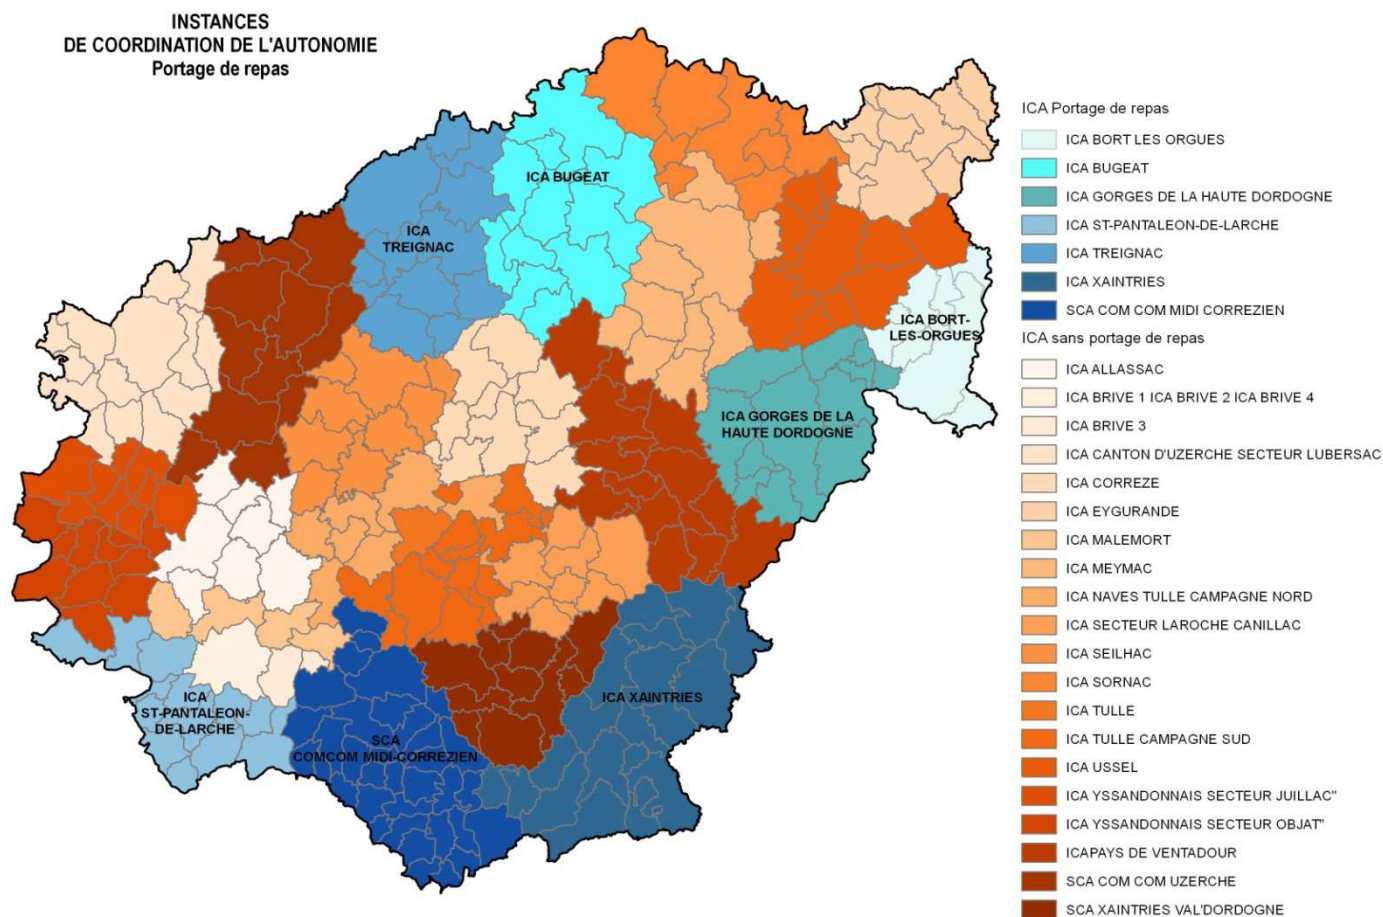 INSTANCES
DE COORDINATION DE L'AUTONOMIE
Portage de repas
ICA BUGEAT
ICA
TREIGNAC
ICA BORT-
LES-ORGUES
ICA GORGES DE LA
HAUTE DORDOGNE
ICA
ST-PANTALEON-
DE-LARCHE
ICA XAINTRIES
SCA
COMCOM MIDI-CORREZIEN
ICA Portage de repas
ICA BORT LES ORGUES
ICA BUGEAT
ICA GORGES DE LA HAUTE DORDOGNE
ICA ST-PANTALEON-DE-LARCHE
ICA TREIGNAC
ICA XAINTRIES
SCA COM COM MIDI CORREZIEN
ICA sans portage de repas
ICA ALLASSAC
ICA BRIVE 1 ICA BRIVE 2 ICA BRIVE 4
ICA BRIVE 3
ICA CANTON D'UZERCHE SECTEUR LUBERSAC
ICA CORREZE
ICA EYGURANDE
ICA MALEMORT
ICA MEYMAC
ICA NAVES TULLE CAMPAGNE NORD
ICA SECTEUR LAROCHE CANILLAC
ICA SEILHAC
ICA SORNAC
ICA TULLE
ICA TULLE CAMPAGNE SUD
ICA USSEL
ICA YSSANDONNAIS SECTEUR JUILLAC"
ICA YSSANDONNAIS SECTEUR OBJAT"
ICAPAYS DE VENTADOUR
SCA COM COM UZERCHE
SCA XAINTRIES VAL'DORDOGNE